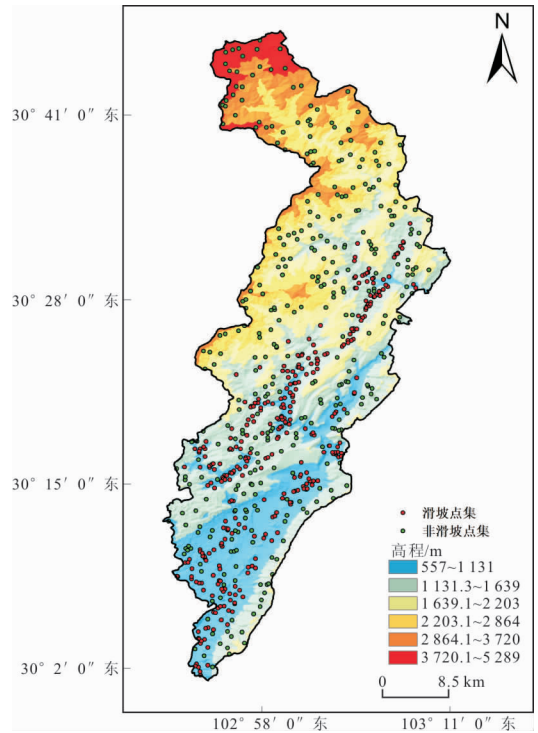 N
30° 41′ 0″ 东
30° 28′ 0″ 东
30° 15′ 0″ 东
30° 2′ 0″ 东
滑坡点集
非滑坡点集
高程/m
557~1 131
1 131.3~1 639
1 639.1~2 203
2 203.1~2 864
2 864.1~3 720
3 720.1~5 289
0 8.5 km
102° 58′ 0″ 东 103° 11′ 0″ 东